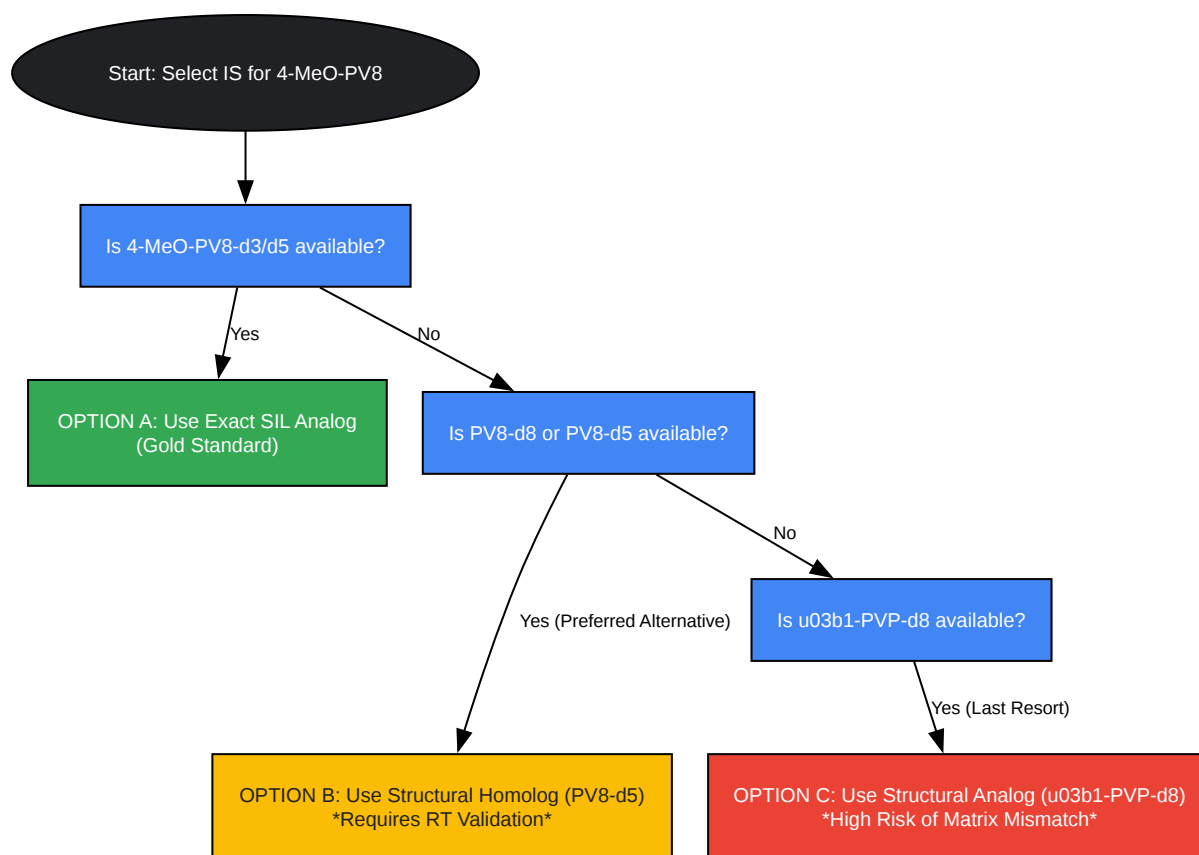 Start: Select IS for 4-MeO-PV8
Is 4-MeO-PV8-d3/d5 available?
Yes
No
OPTION A: Use Exact SIL Analog
(Gold Standard)
Is PV8-d8 or PV8-d5 available?
No
Yes (Preferred Alternative)
Is u03b1-PVP-d8 available?
Yes (Last Resort)
OPTION B: Use Structural Homolog (PV8-d5)
*Requires RT Validation*
OPTION C: Use Structural Analog (u03b1-PVP-d8)
*High Risk of Matrix Mismatch*